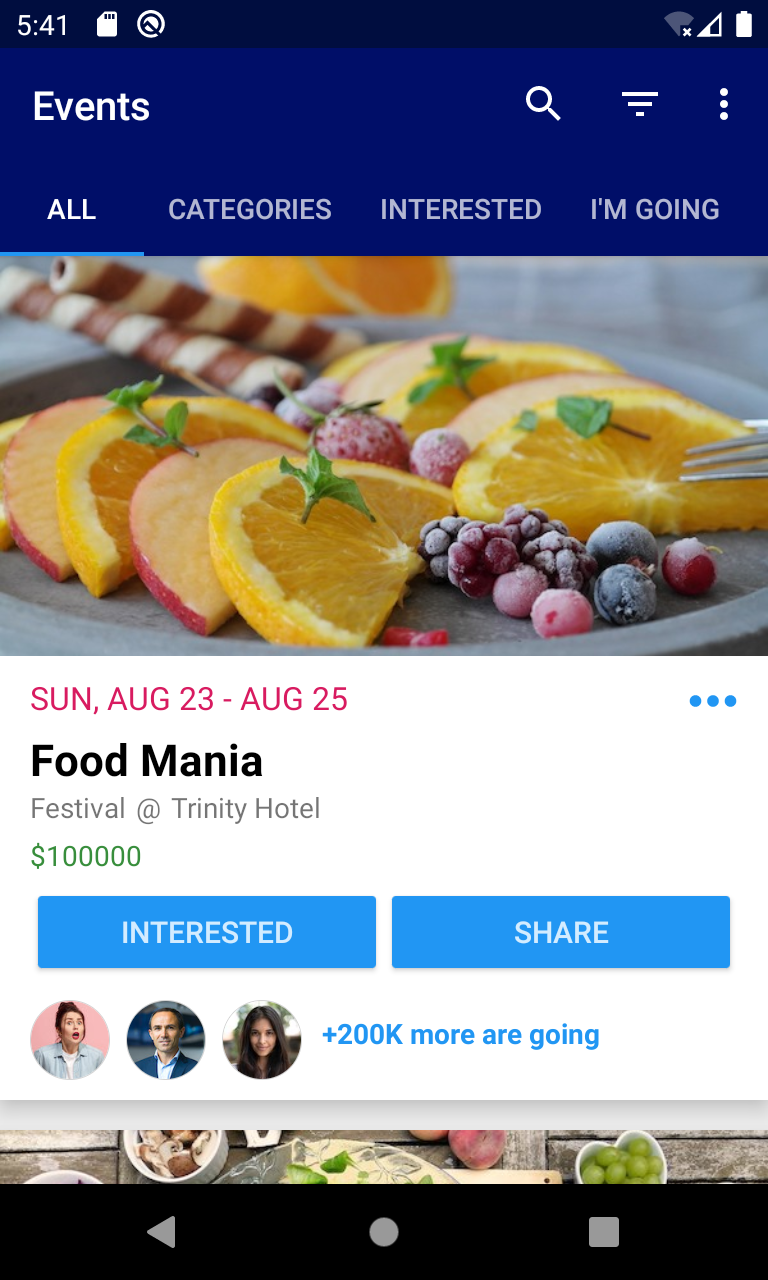 5:41
Events
ALL CATEGORIES INTERESTED I'M GOING
SUN, AUG 23 - AUG 25
Food Mania
Festival @ Trinity Hotel
$100000
INTERESTED SHARE
+200K more are going